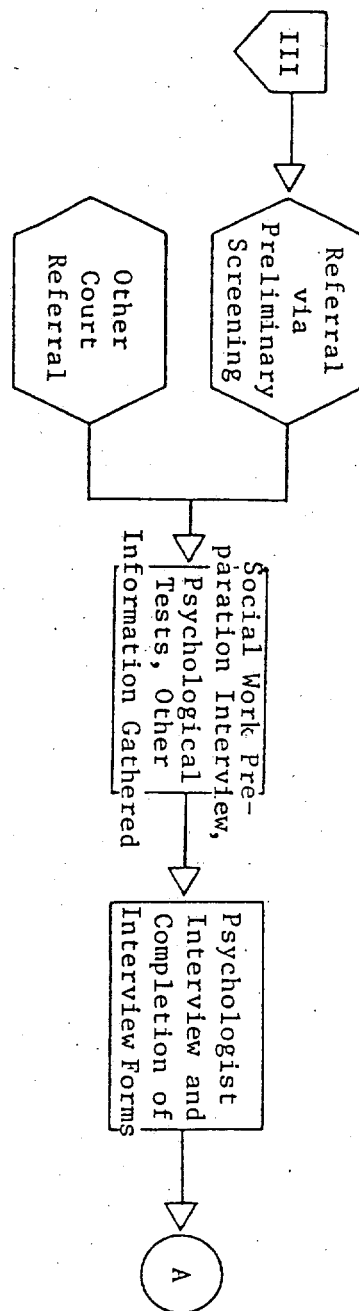 III
Referral
via
Preliminary
Screening
Other
Court
Referral
Social Work Pre-
paration Interview,
Psychological
Tests, Other
Information Gathered
Psychologist
Interview and
Completion of
Interview Forms
A